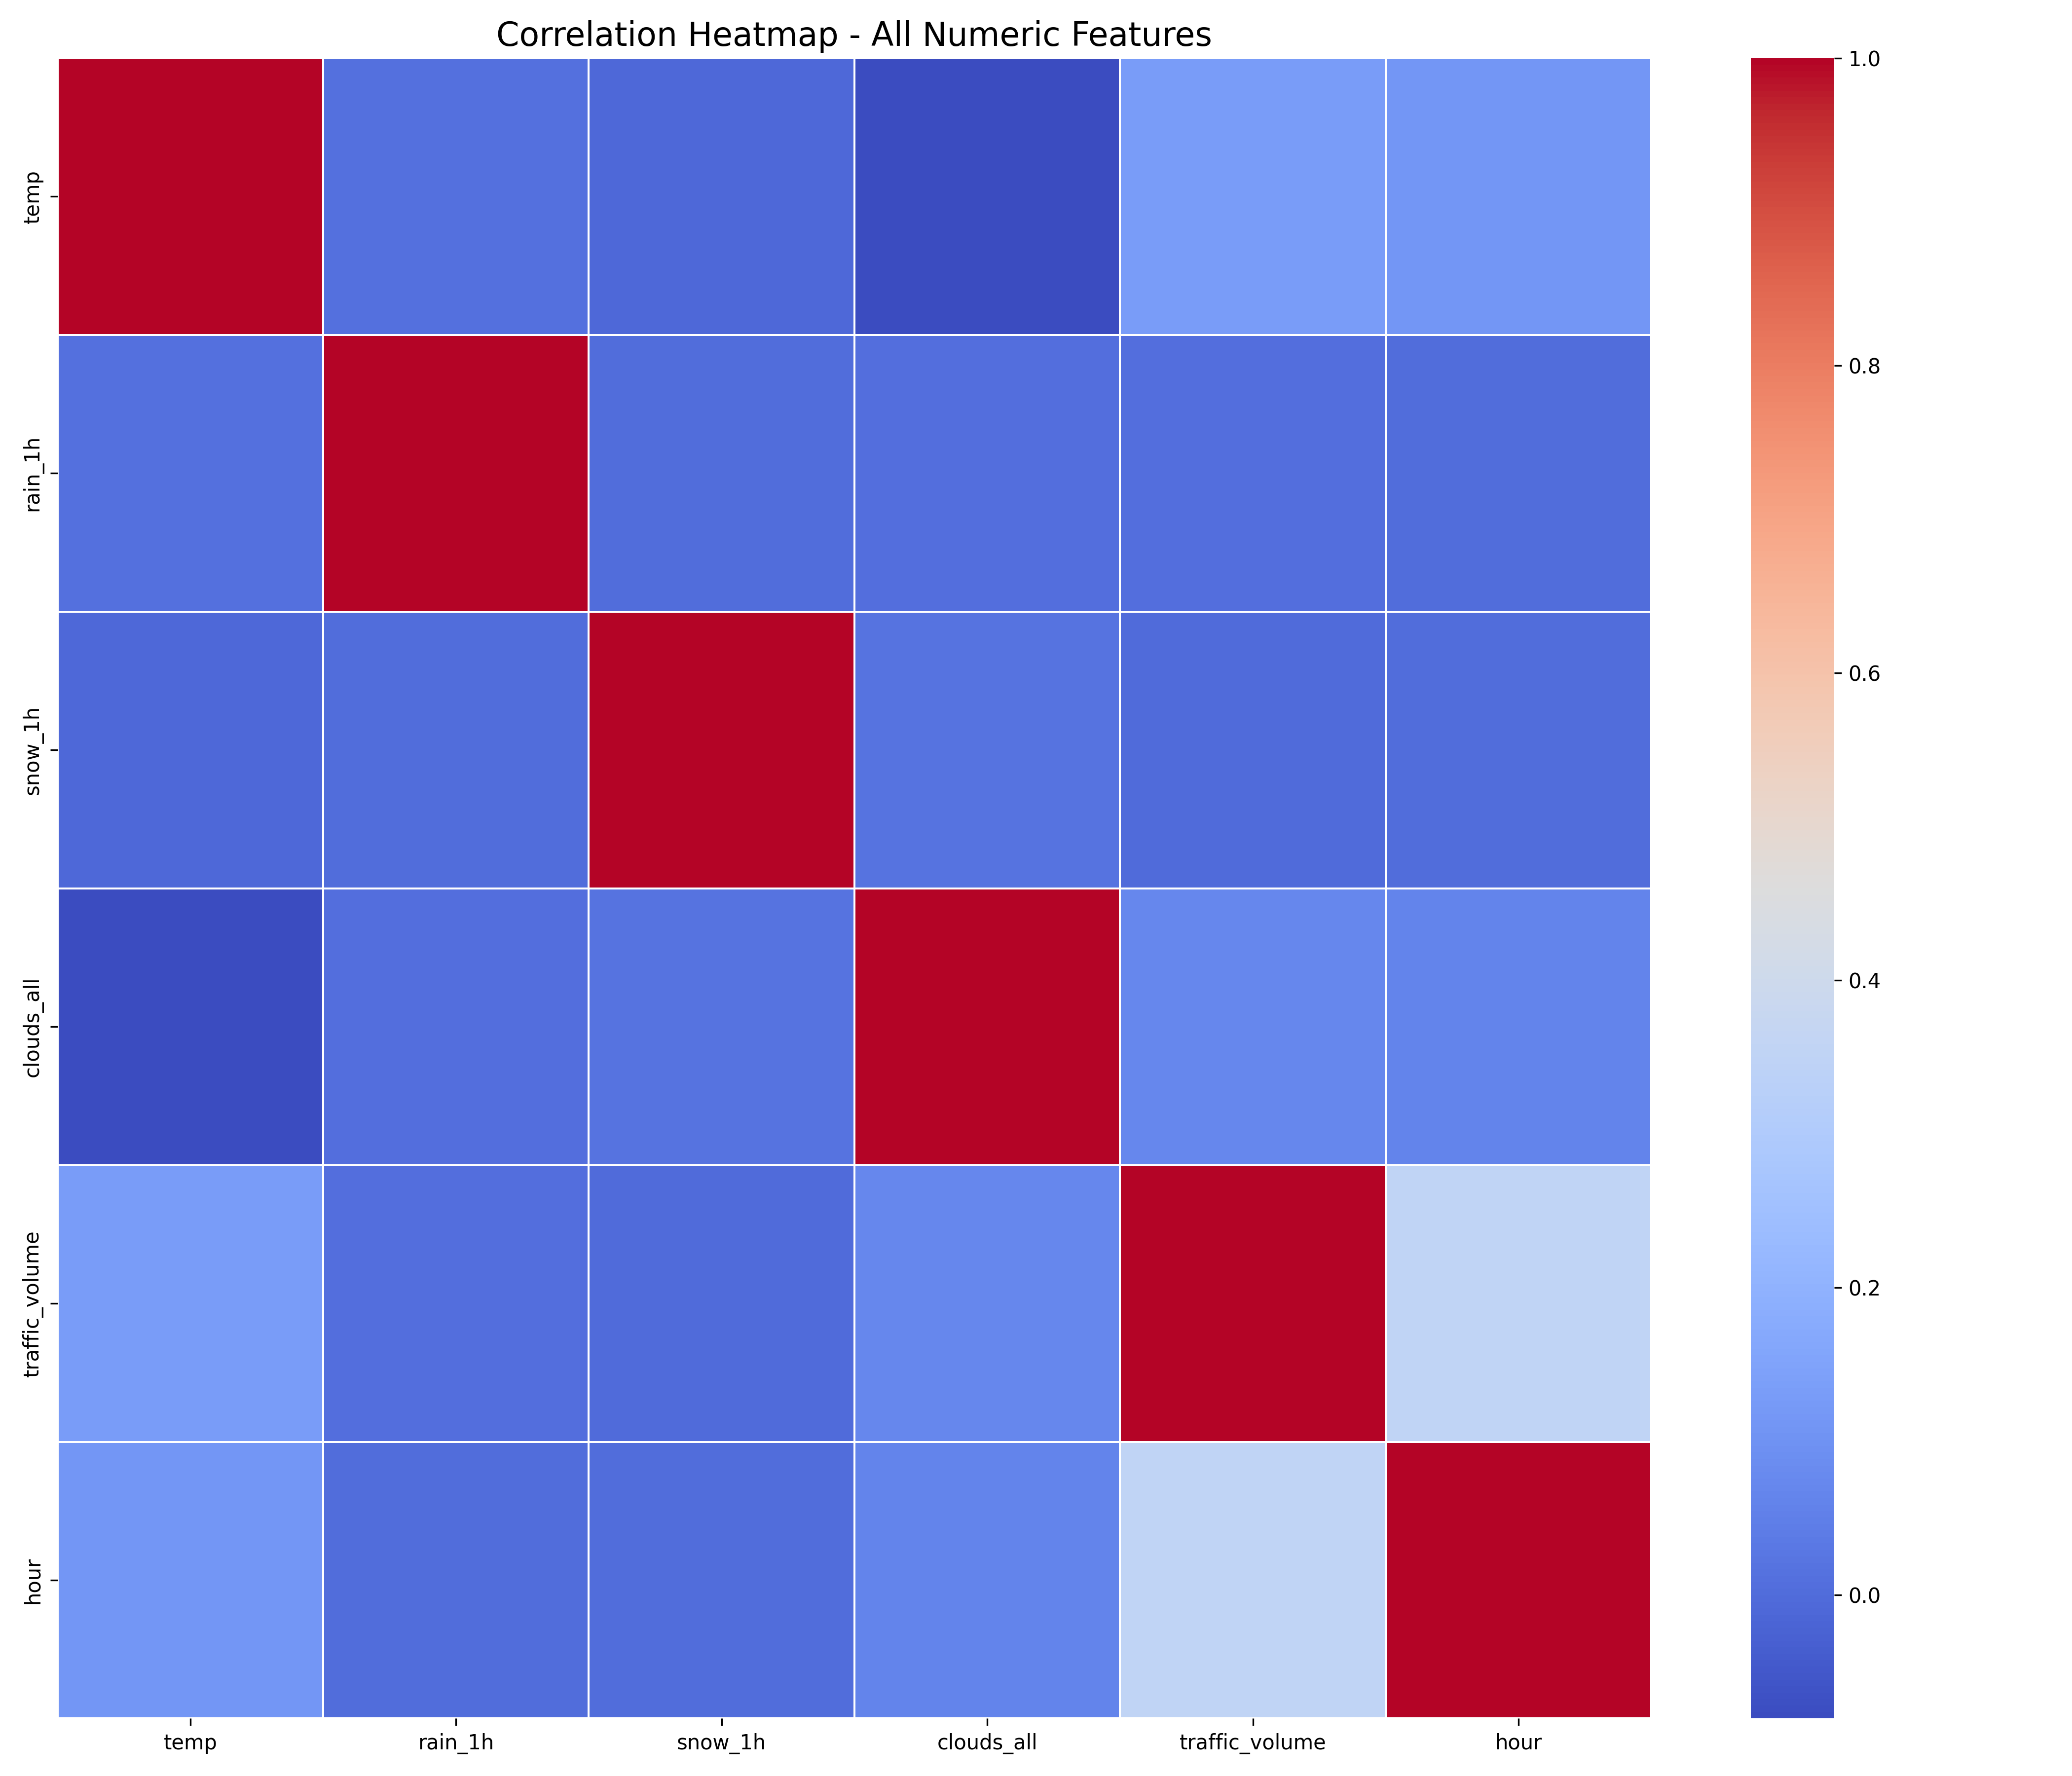 Correlation Heatmap - All Numeric Features
temp
rain_1h
snow_1h
clouds_all
traffic_volume
hour
temp
rain_1h
snow_1h
clouds_all
traffic_volume
hour
1.0
0.8
0.6
0.4
0.2
0.0